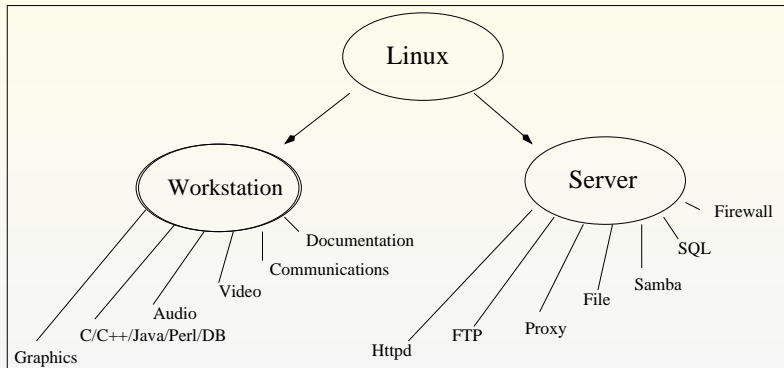 Linux
Workstation
Server
Firewall
SQL
Samba
File
Proxy
FTP
Httpd
Documentation
Communications
Video
Audio
C/C++/Java/Perl/DB
Graphics